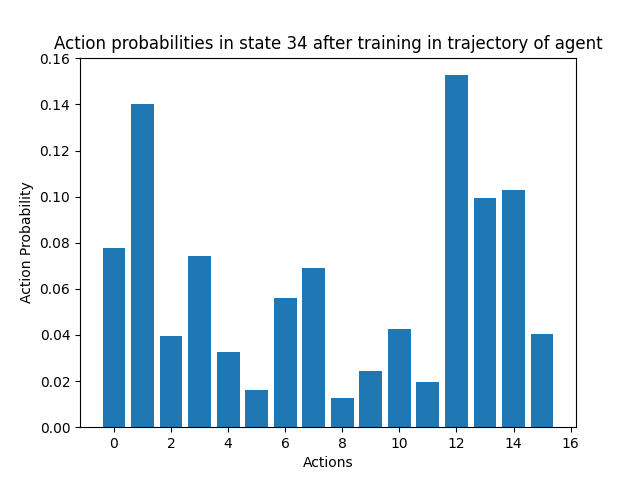 Action probabilities in state 34 after training in trajectory of agent
0.16
0.14
0.12
0.10
0.08
0.06
0.04
0.02
0.00
Action Probability
0 2 4 6 8 10 12 14 16
Actions